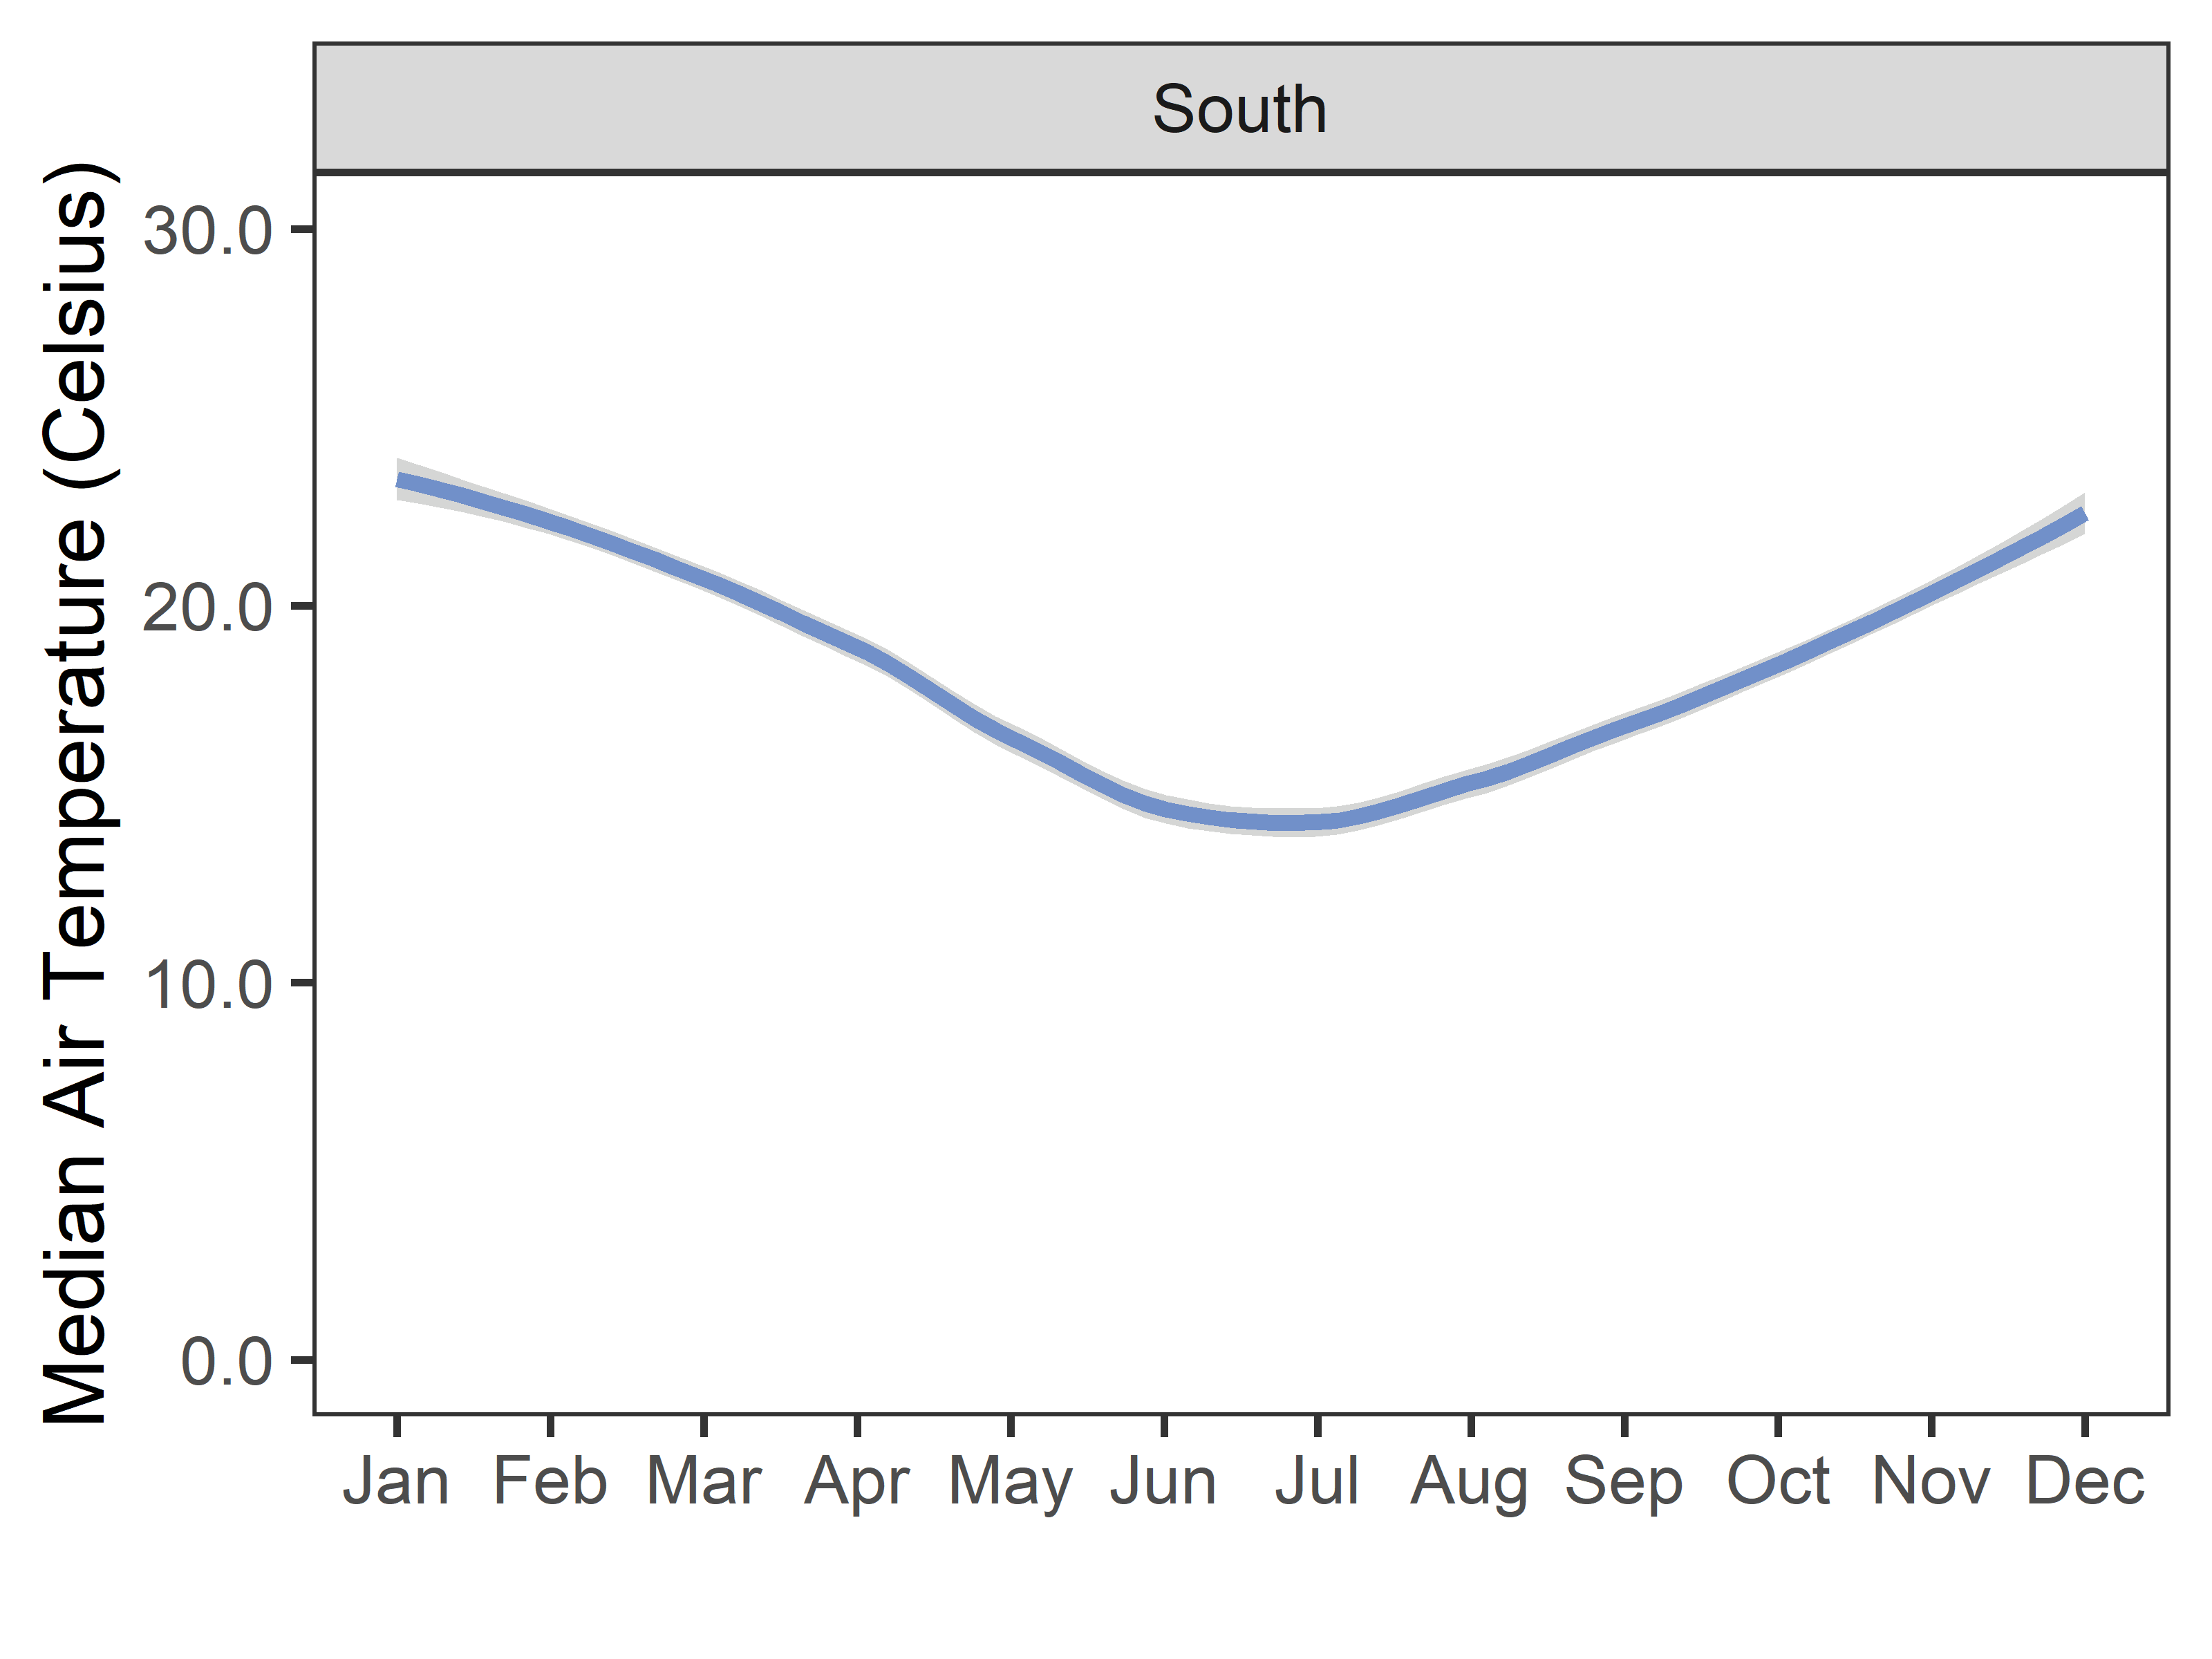 South
Median Air Temperature (Celsius)
30.0
20.0
10.0
0.0
Jan Feb Mar Apr May Jun Jul Aug Sep Oct Nov Dec